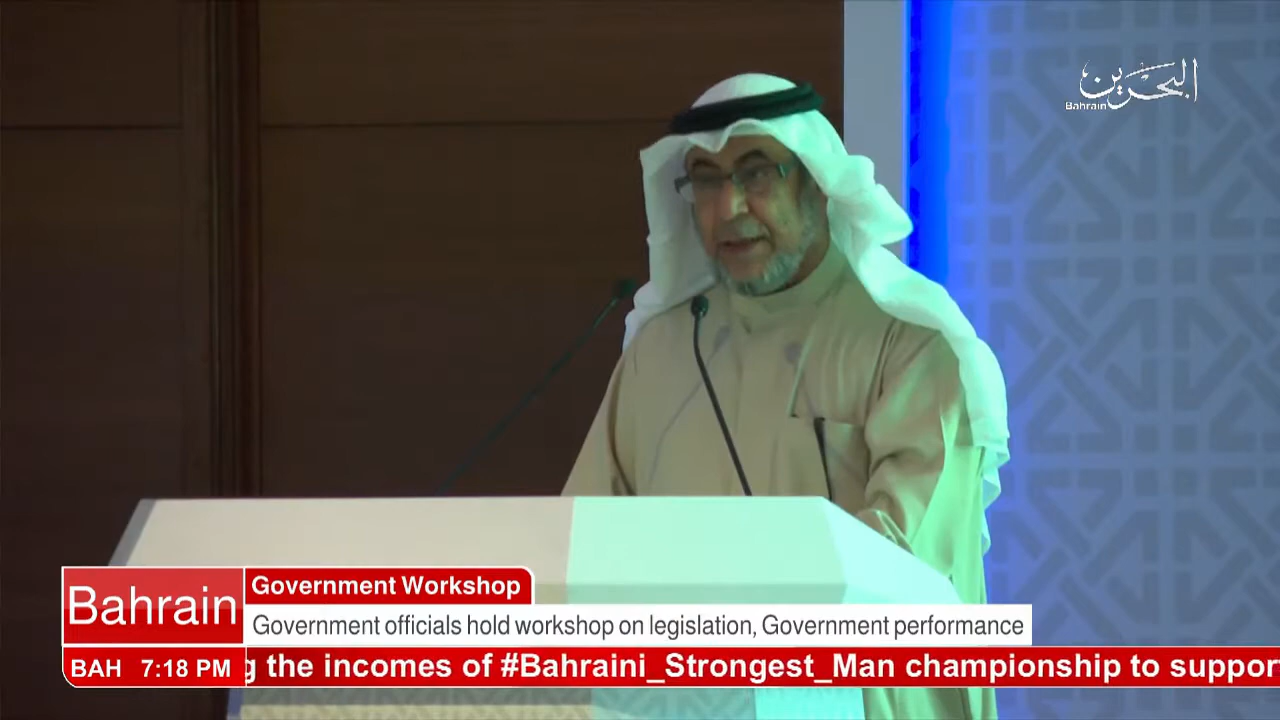 البحرين
Bahrain
Bahrain
Government Workshop
Government officials hold workshop on legislation, Government performance
BAH 7:18 PM
the incomes of #Bahraini_Strongest_Man championship to suppor